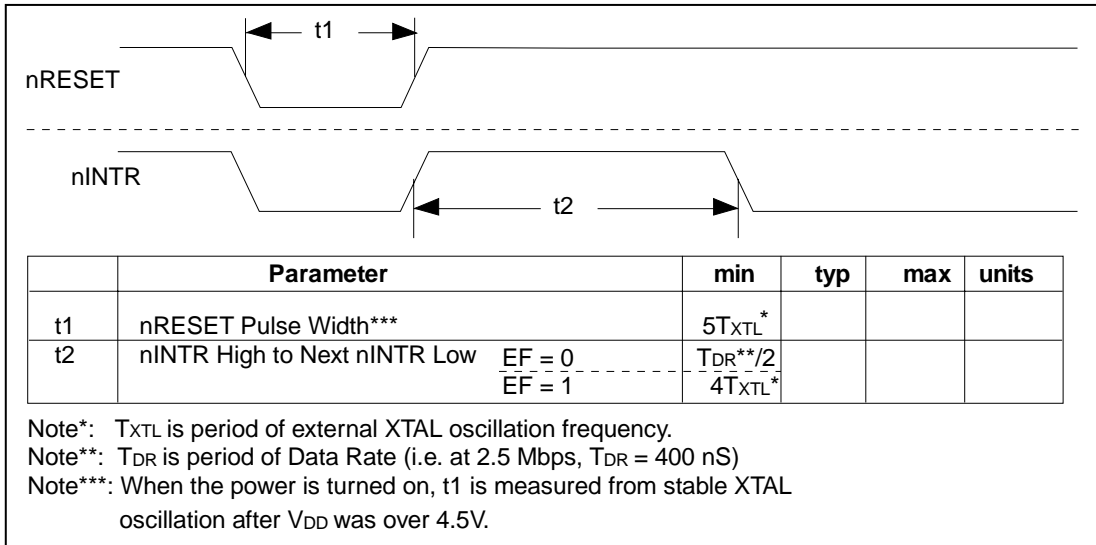 t1
nRESET
nINTR
t2
Parameter min typ max units
t1 nRESET Pulse Width*** 5TXTL*
t2 nINTR High to Next nINTR Low EF = 0 TDR**/2
EF = 1 4TXTL*
Note*: TXTL is period of external XTAL oscillation frequency.
Note**: TDR is period of Data Rate (i.e. at 2.5 Mbps, TDR = 400 nS)
Note***: When the power is turned on, t1 is measured from stable XTAL
oscillation after VDD was over 4.5V.